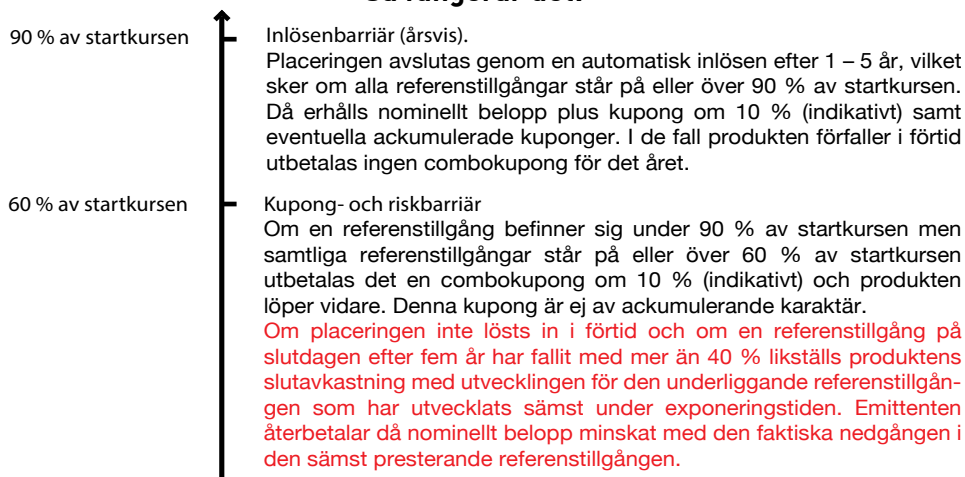 90 % av startkursen
Inlösenbarriär (årsvis).
Placeringen avslutas genom en automatisk inlösen efter 1 – 5 år, vilket
sker om alla referenstillgångar står på eller över 90 % av startkursen.
Då erhålls nominellt belopp plus kupong om 10 % (indikativt) samt
eventuella ackumulerade kuponger. I de fall produkten förfaller i förtid
utbetalas ingen combokupong för det året.
60 % av startkursen
Kupong- och riskbarriär
Om en referenstillgång befinner sig under 90 % av startkursen men
samtliga referenstillgångar står på eller över 60 % av startkursen
utbetalas det en combokupong om 10 % (indikativt) och produkten
löper vidare. Denna kupong är ej av ackumulerande karaktär.
Om placeringen inte lösts in i förtid och om en referenstillgång på
slutdagen efter fem år har fallit med mer än 40 % likställs produktens
slutavkastning med utvecklingen för den underliggande referenstillgån-
gen som har utvecklats sämst under exponeringstiden. Emittenten
återbetalar då nominellt belopp minskat med den faktiska nedgången i
den sämst presterande referenstillgången.